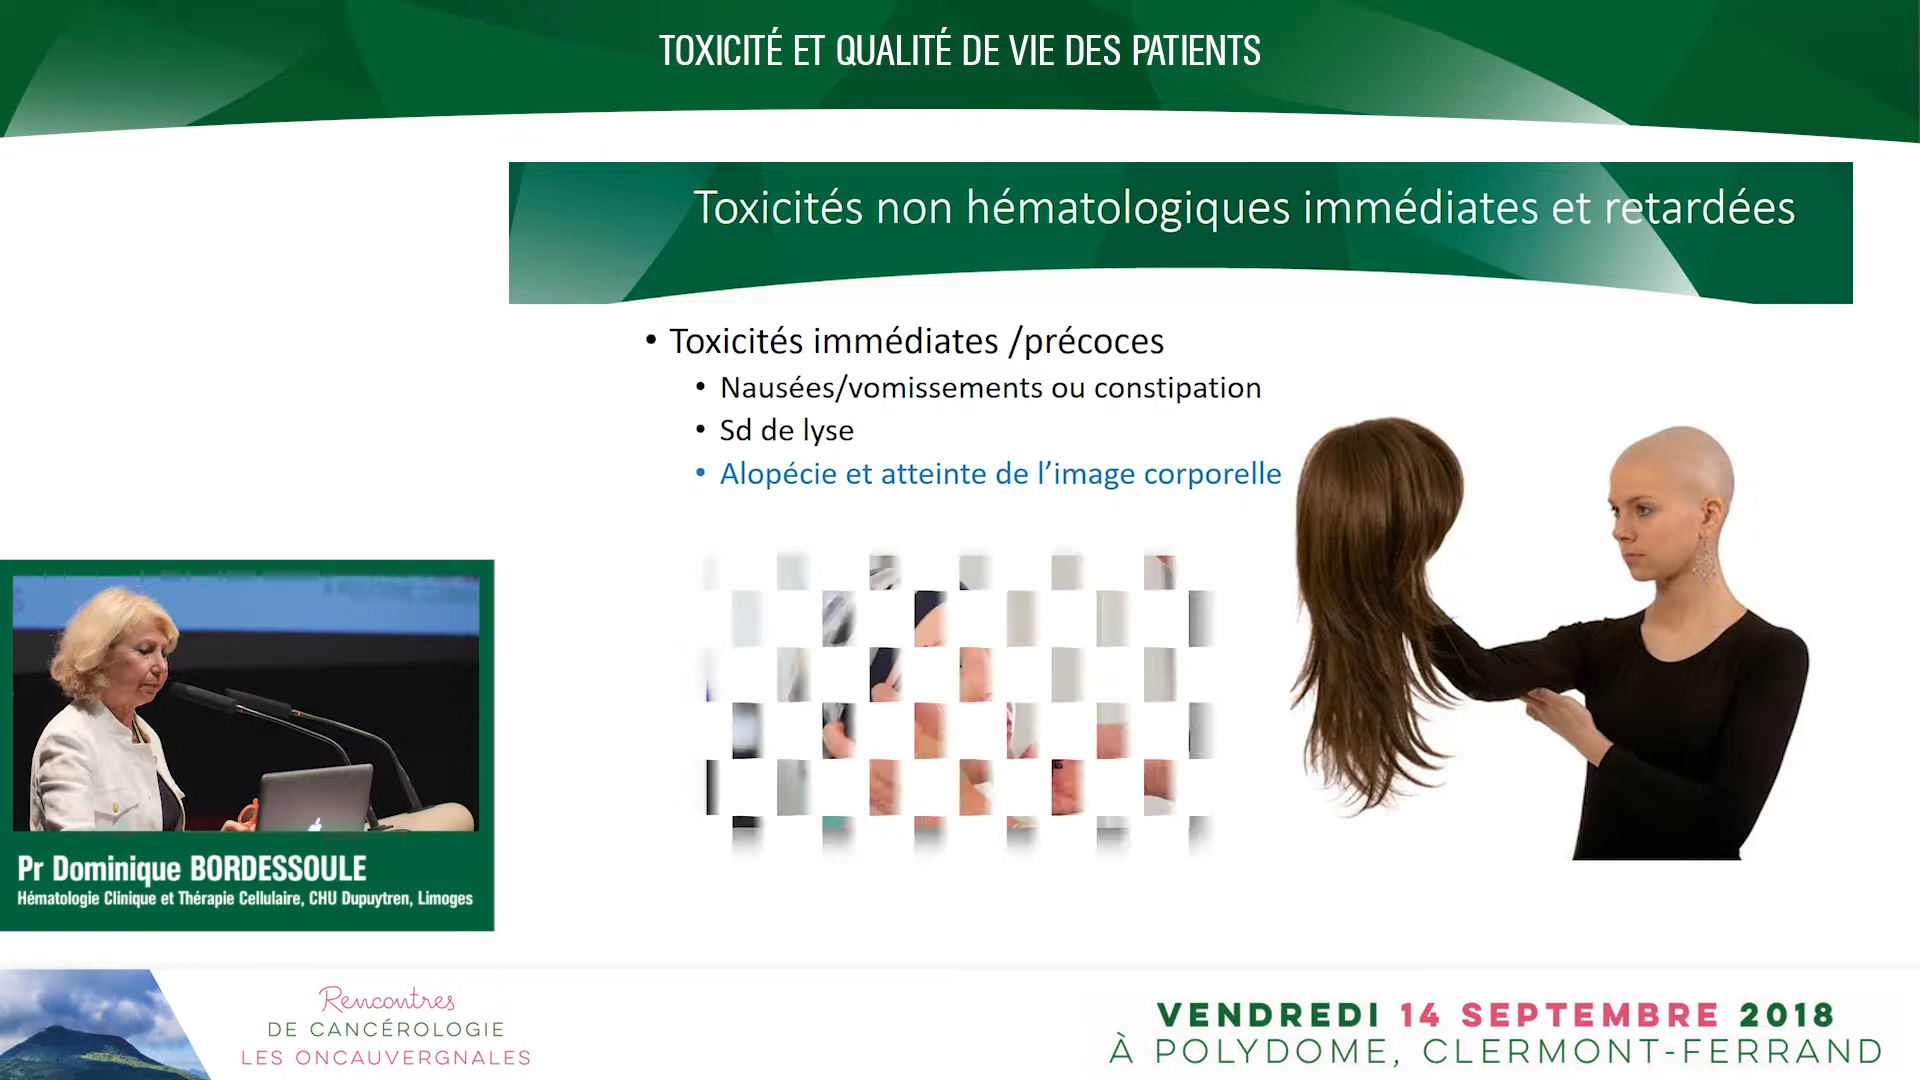 TOXICITÉ ET QUALITÉ DE VIE DES PATIENTS
Toxicités non hématologiques immédiates et retardées
• Toxicités immédiates /précoces
• Nausées/vomissements ou constipation
• Sd de lyse
• Alopécie et atteinte de l’image corporelle
Pr Dominique BORDESSOULE
Hématologie Clinique et Thérapie Cellulaire, CHU Dupuytren, Limoges
Rencontres
DE CANCÉROLOGIE
LES ONCAUVERGNALES
VENDREDI 14 SEPTEMBRE 2018
À POLYDOME, CLERMONT-FERRAND